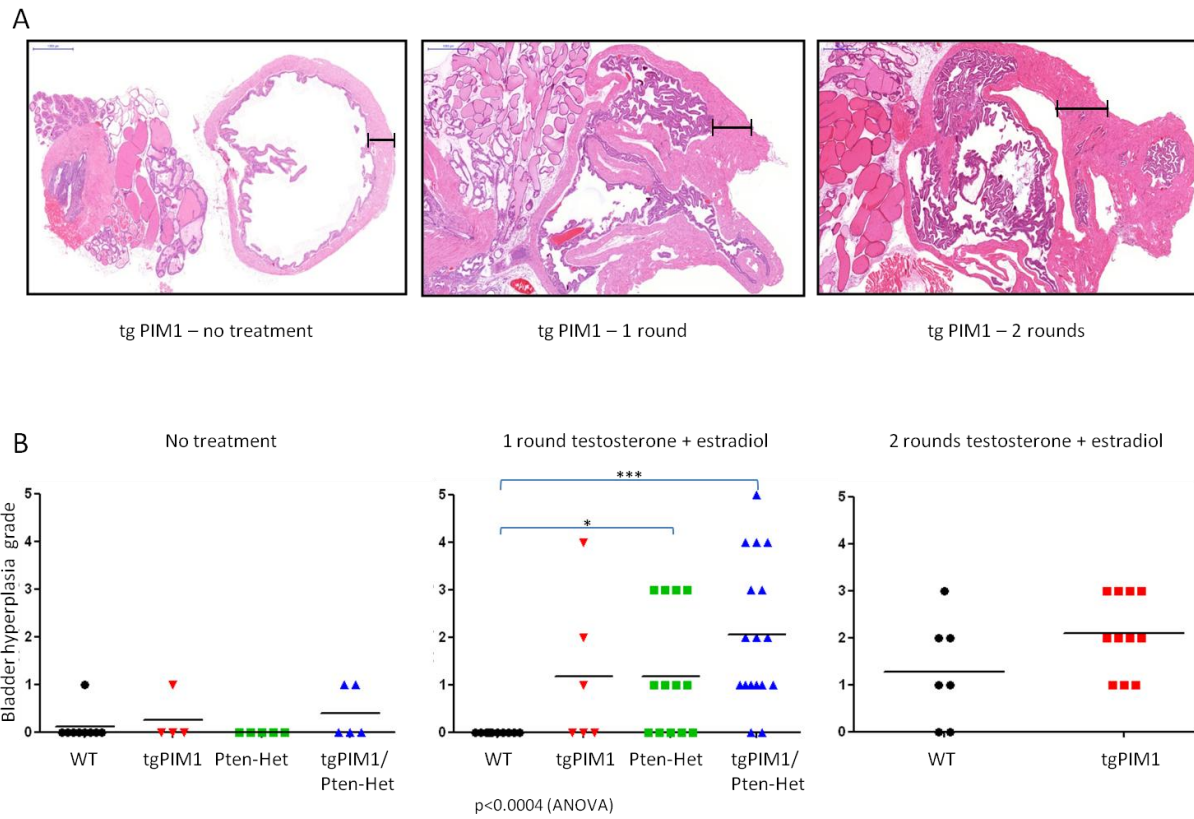 A
tg PIM1 – no treatment
tg PIM1 – 1 round
tg PIM1 – 2 rounds
B
No treatment
1 round testosterone + estradiol
2 rounds testosterone + estradiol
Bladder hyperplasia grade
5
4
3
2
1
0
WT
tgPIM1
Pten-Het
tgPIM1/
Pten-Het
5
4
3
2
1
0
***
*
WT
tgPIM1
Pten-Het
tgPIM1/
Pten-Het
p<0.0004 (ANOVA)
5
4
3
2
1
0
WT
tgPIM1